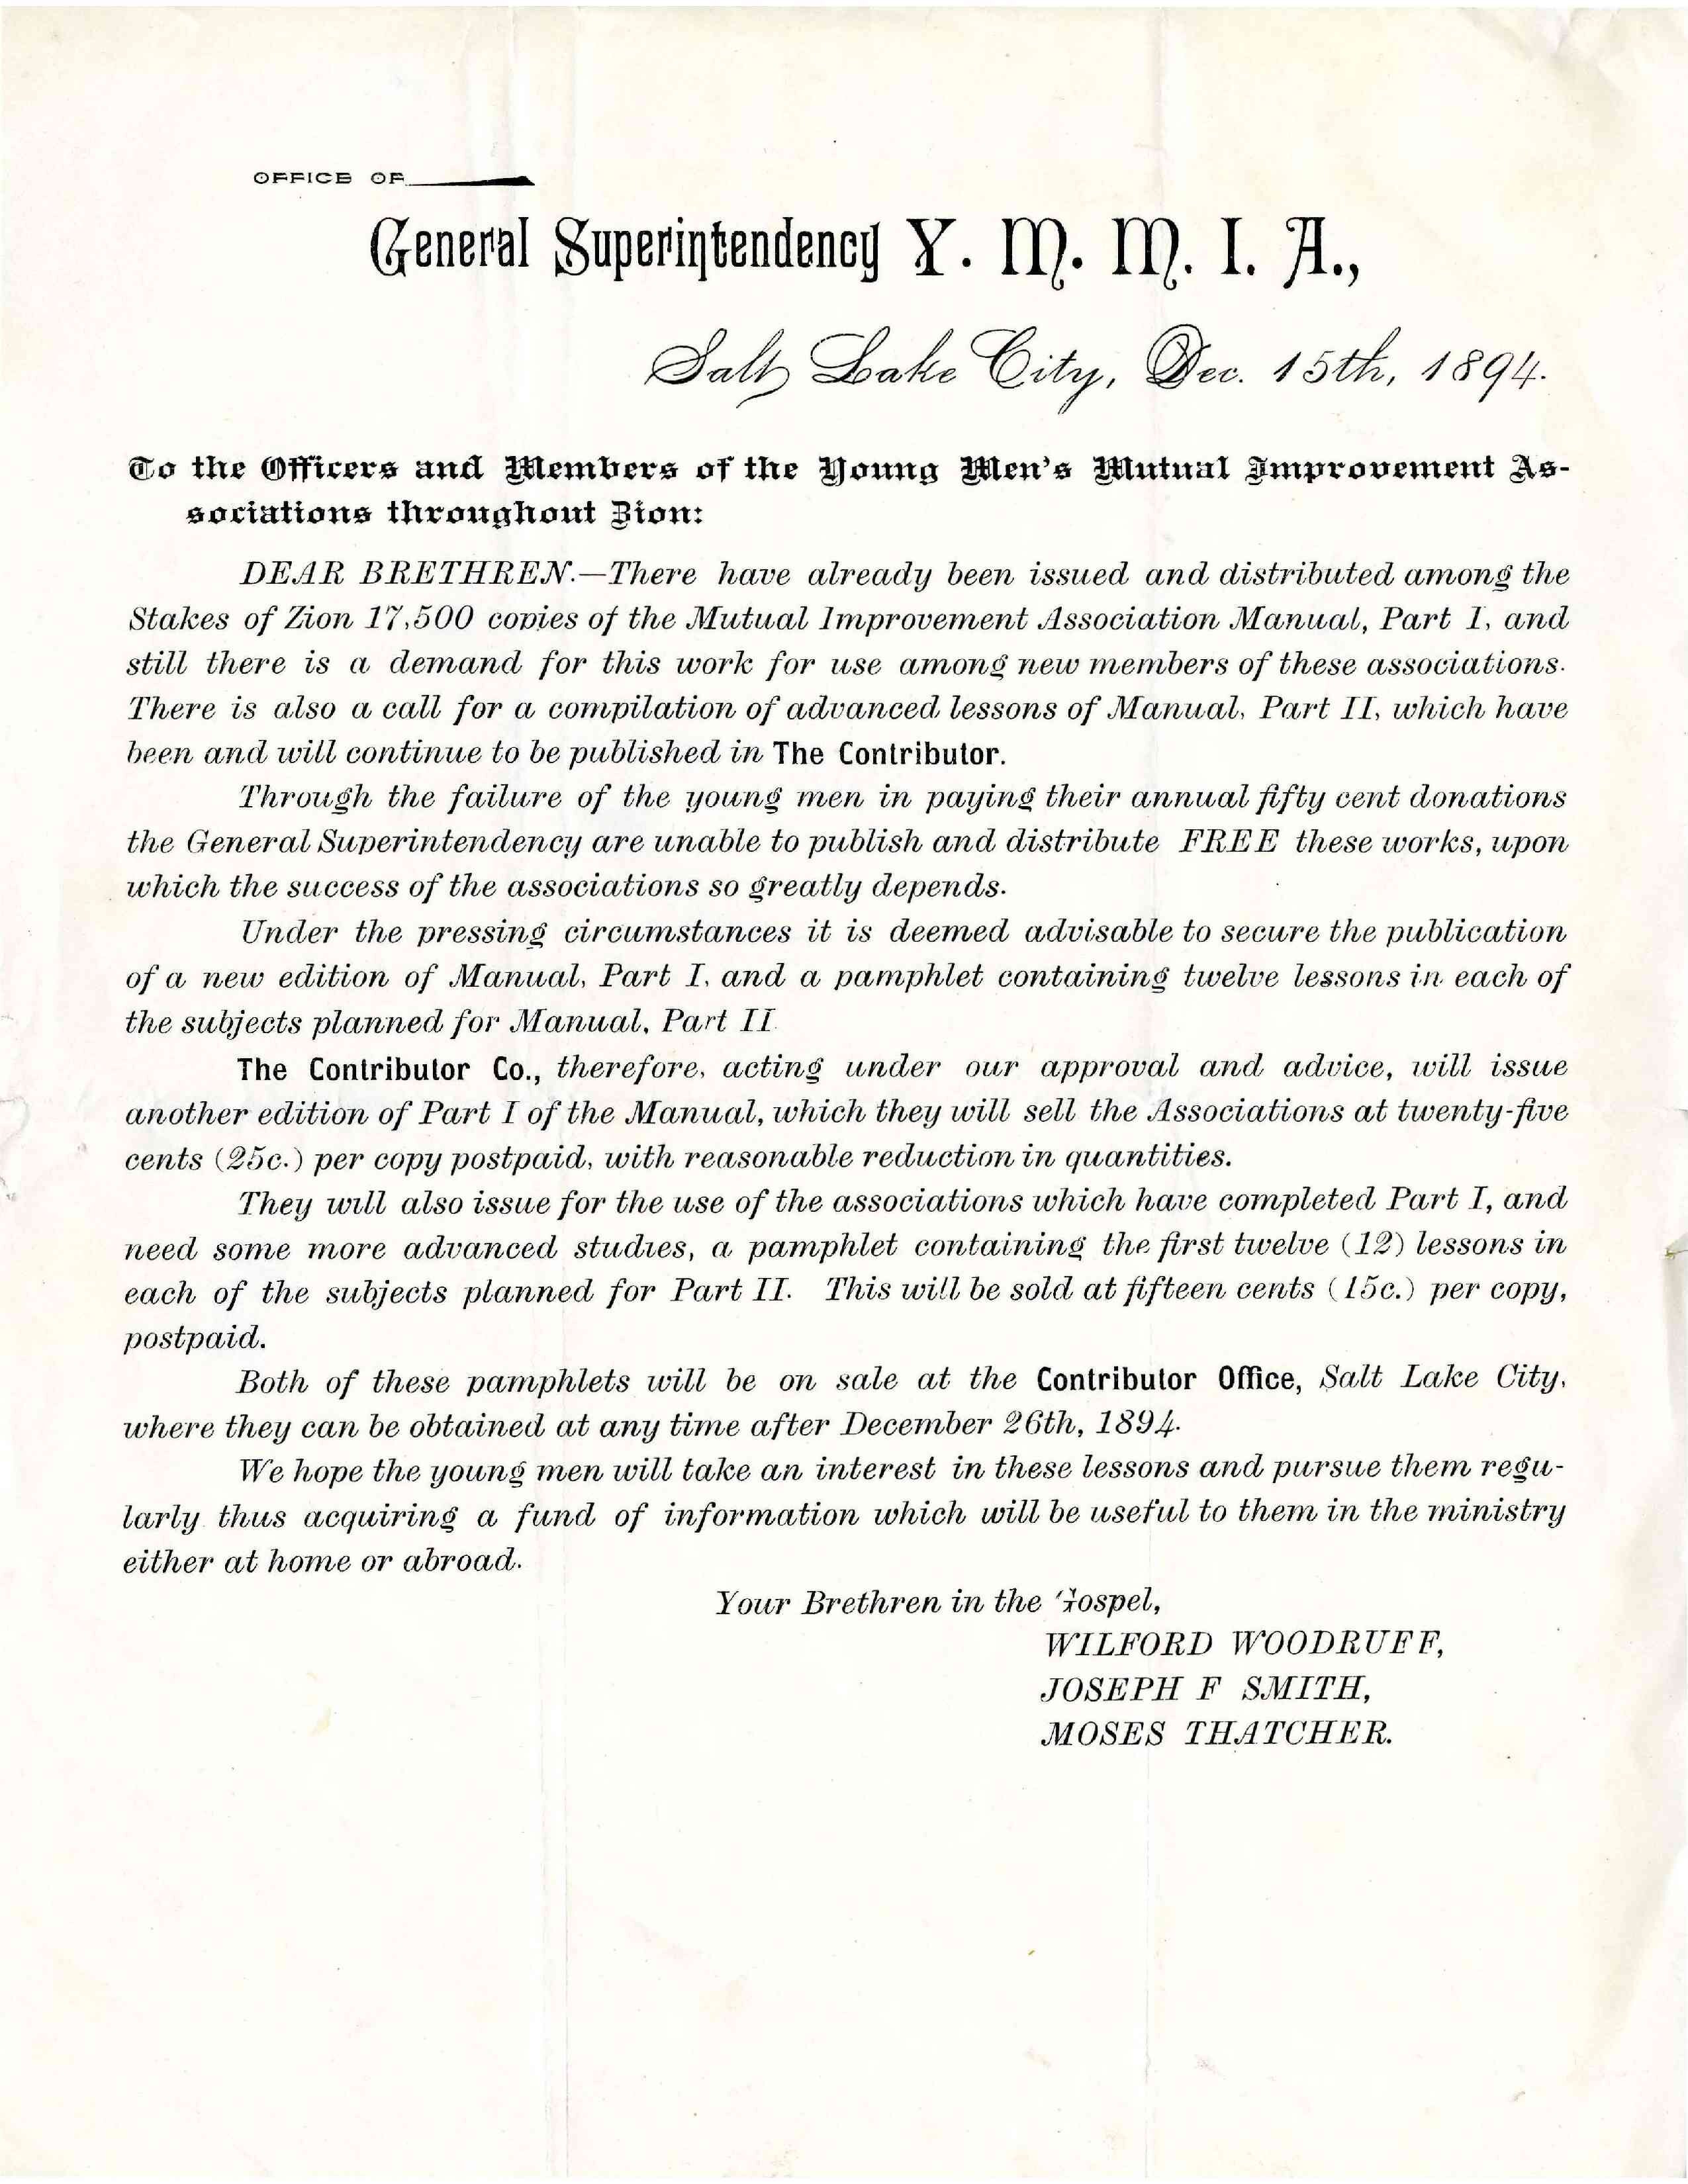 OFFICE OF
General Superintendency Y. M. M. I. A.,
Salt Lake City, Dec. 15th, 1894.
To the Officers and Members of the Young Men's Mutual Improvement As-
sociations throughout Zion:
DEAR BRETHREN.—There have already been issued and distributed among the
Stakes of Zion 17,500 copies of the Mutual Improvement Association Manual, Part I, and
still there is a demand for this work for use among new members of these associations.
There is also a call for a compilation of advanced lessons of Manual, Part II, which have
been and will continue to be published in The Contributor.
Through the failure of the young men in paying their annual fifty cent donations
the General Superintendency are unable to publish and distribute FREE these works, upon
which the success of the associations so greatly depends.
Under the pressing circumstances it is deemed advisable to secure the publication
of a new edition of Manual, Part I, and a pamphlet containing twelve lessons in each of
the subjects planned for Manual, Part II.
The Contributor Co., therefore, acting under our approval and advice, will issue
another edition of Part I of the Manual, which they will sell the Associations at twenty-five
cents (25c.) per copy postpaid, with reasonable reduction in quantities.
They will also issue for the use of the associations which have completed Part I, and
need some more advanced studies, a pamphlet containing the first twelve (12) lessons in
each of the subjects planned for Part II. This will be sold at fifteen cents (15c.) per copy,
postpaid.
Both of these pamphlets will be on sale at the Contributor Office, Salt Lake City,
where they can be obtained at any time after December 26th, 1894.
We hope the young men will take an interest in these lessons and pursue them regu-
larly thus acquiring a fund of information which will be useful to them in the ministry
either at home or abroad.
Your Brethren in the Gospel,
WILFORD WOODRUFF,
JOSEPH F SMITH,
MOSES THATCHER.